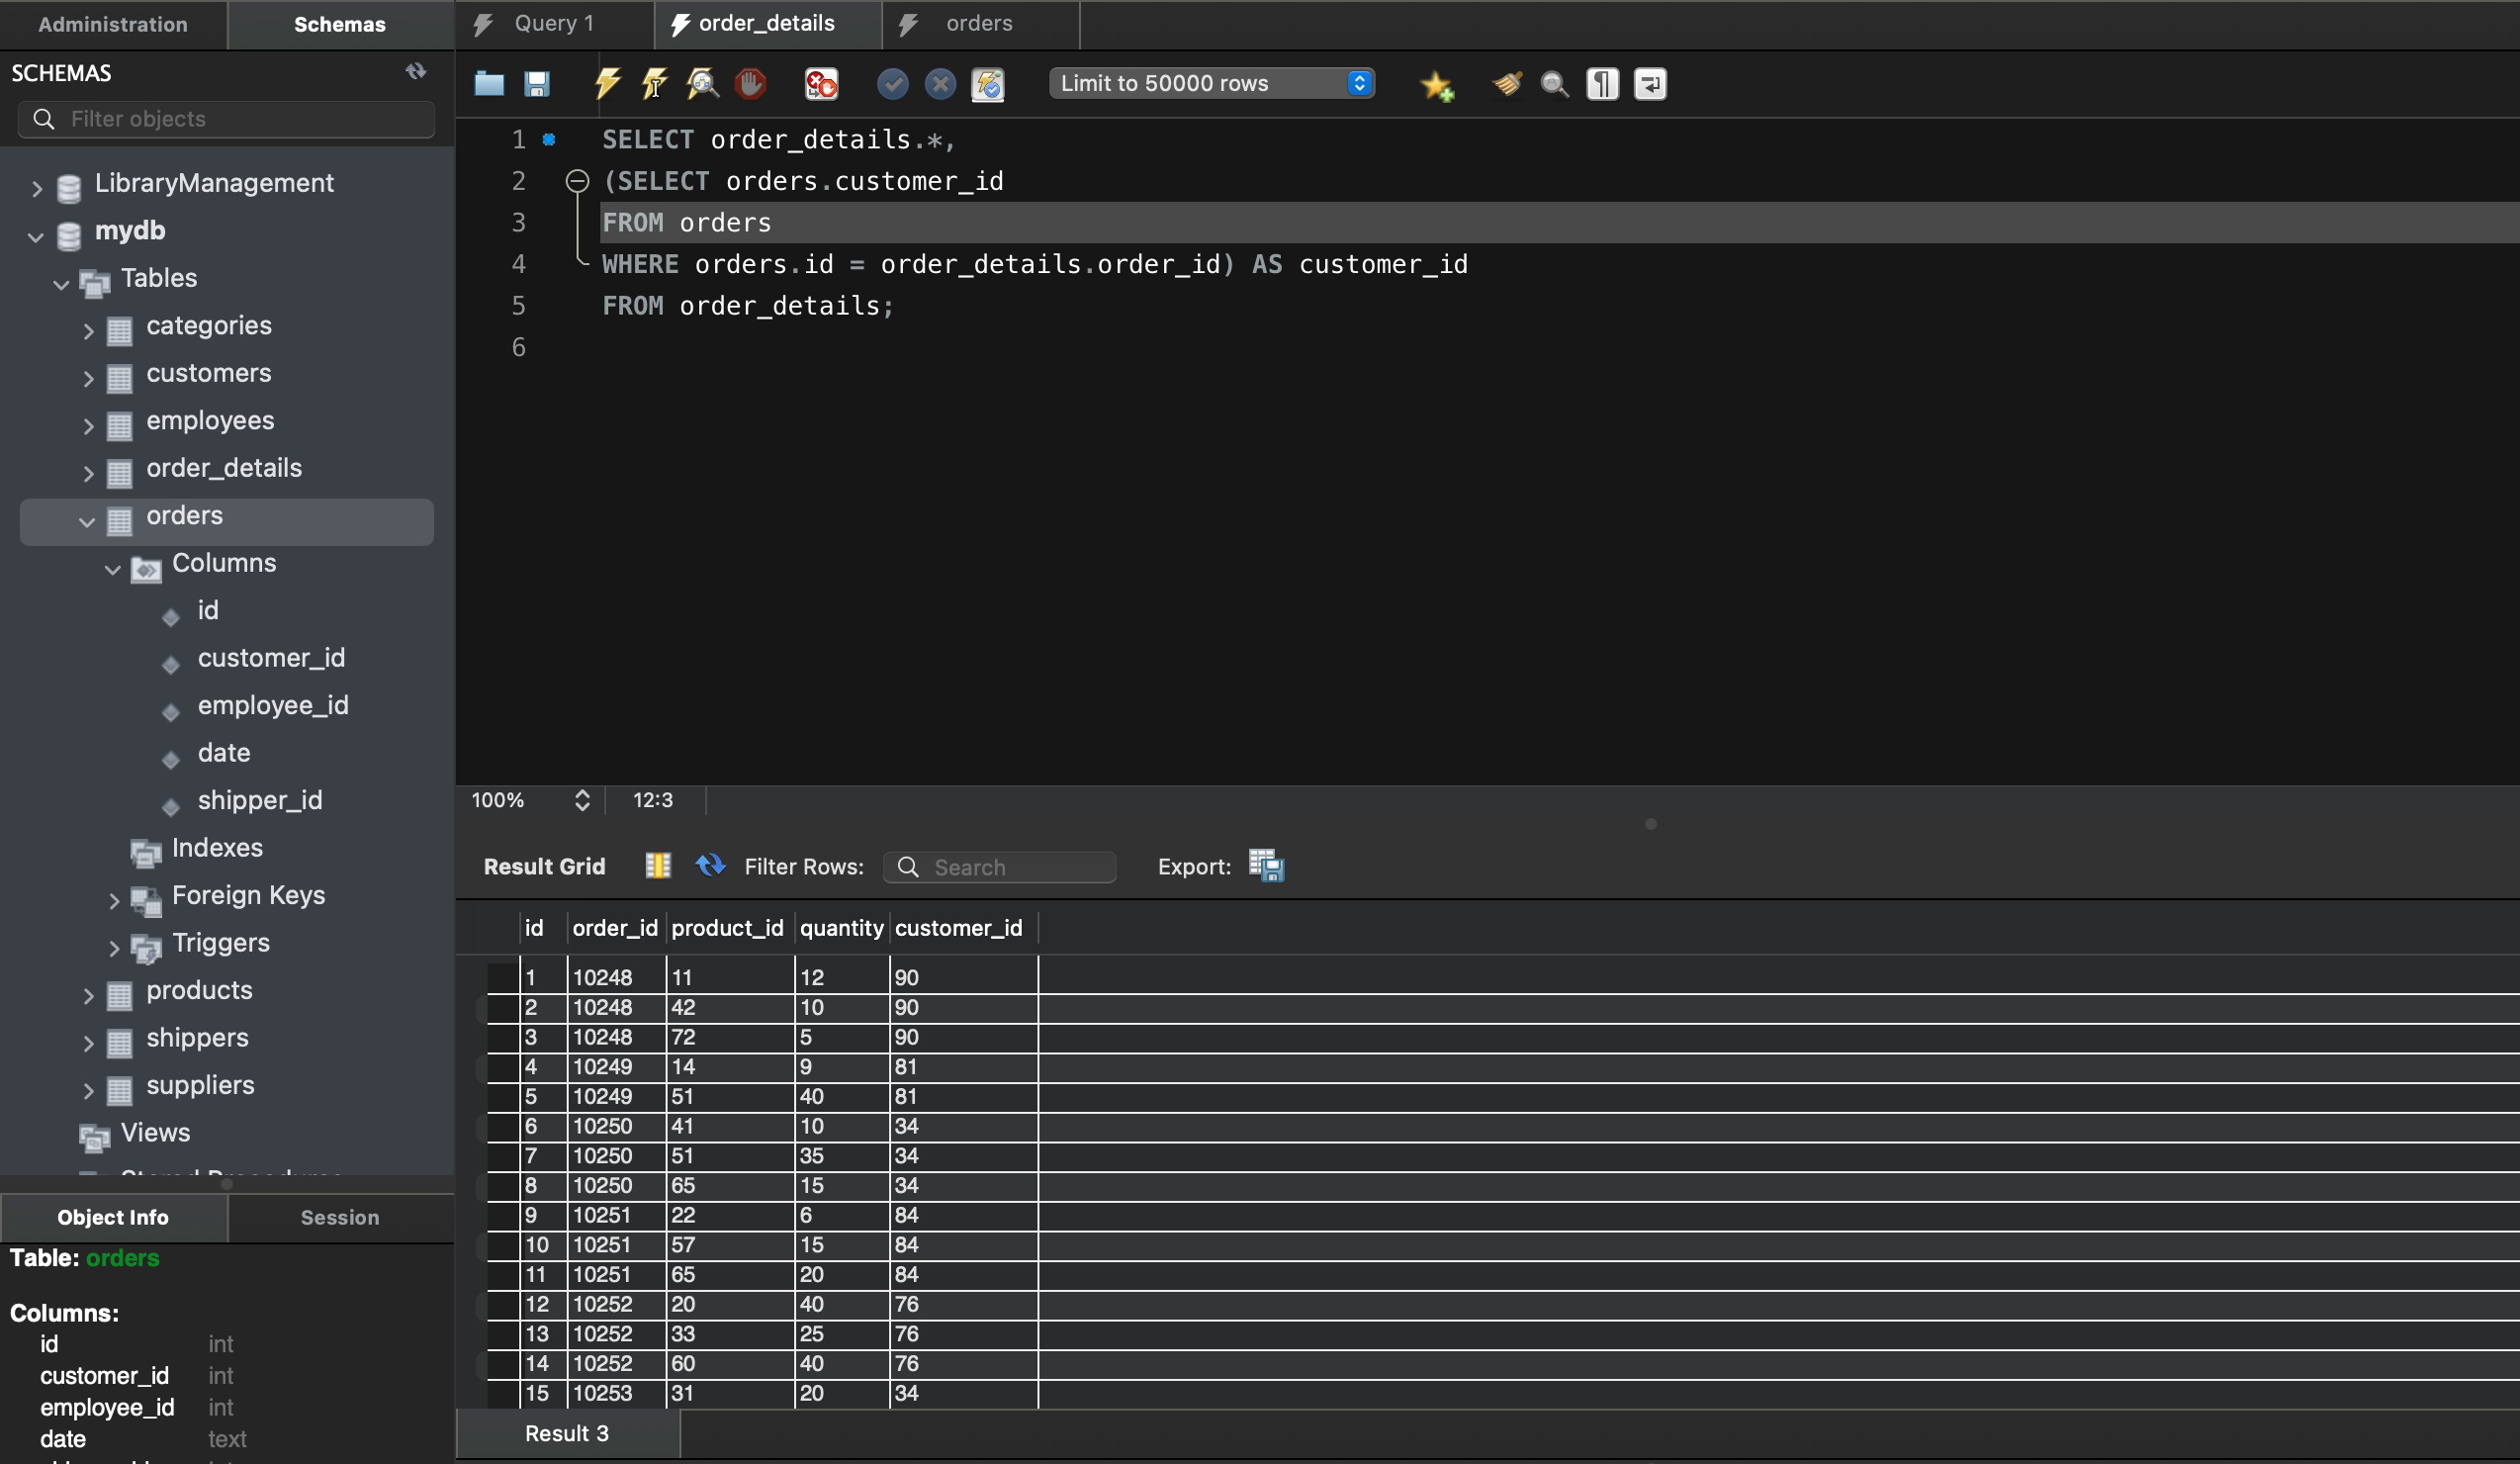 Administration
Schemas
SCHEMAS
Filter objects
LibraryManagement
mydb
Tables
categories
customers
employees
order_details
orders
Columns
id
customer_id
employee_id
date
shipper_id
Indexes
Foreign Keys
Triggers
products
shippers
suppliers
Views
Object Info
Session
Table: orders
Columns:
id int
customer_id int
employee_id int
date text
Query 1
order_details
orders
Limit to 50000 rows
1 SELECT order_details.*,
2 (SELECT orders.customer_id
3 FROM orders
4 WHERE orders.id = order_details.order_id) AS customer_id
5 FROM order_details;
6
100% 12:3
Result Grid Filter Rows: Search Export:
id order_id product_id quantity customer_id
1 10248 11 12 90
2 10248 42 10 90
3 10248 72 5 90
4 10249 14 9 81
5 10249 51 40 81
6 10250 41 10 34
7 10250 51 35 34
8 10250 65 15 34
9 10251 22 6 84
10 10251 57 15 84
11 10251 65 20 84
12 10252 20 40 76
13 10252 33 25 76
14 10252 60 40 76
15 10253 31 20 34
Result 3